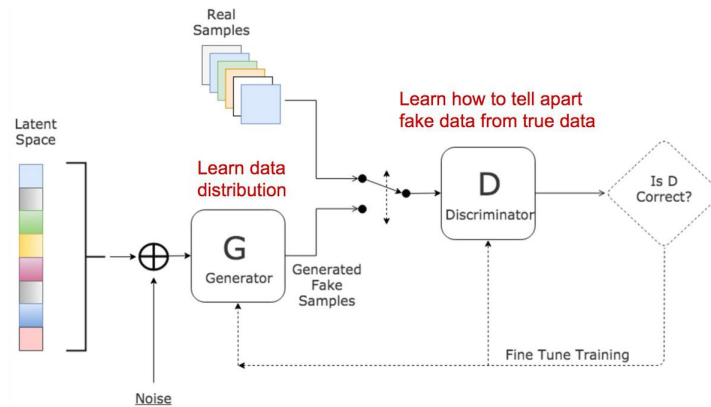 Real
Samples
Latent
Space
Learn how to tell apart
fake data from true data
Learn data
distribution
G
Generator
Generated
Fake
Samples
D
Discriminator
Is D
Correct?
Fine Tune Training
Noise